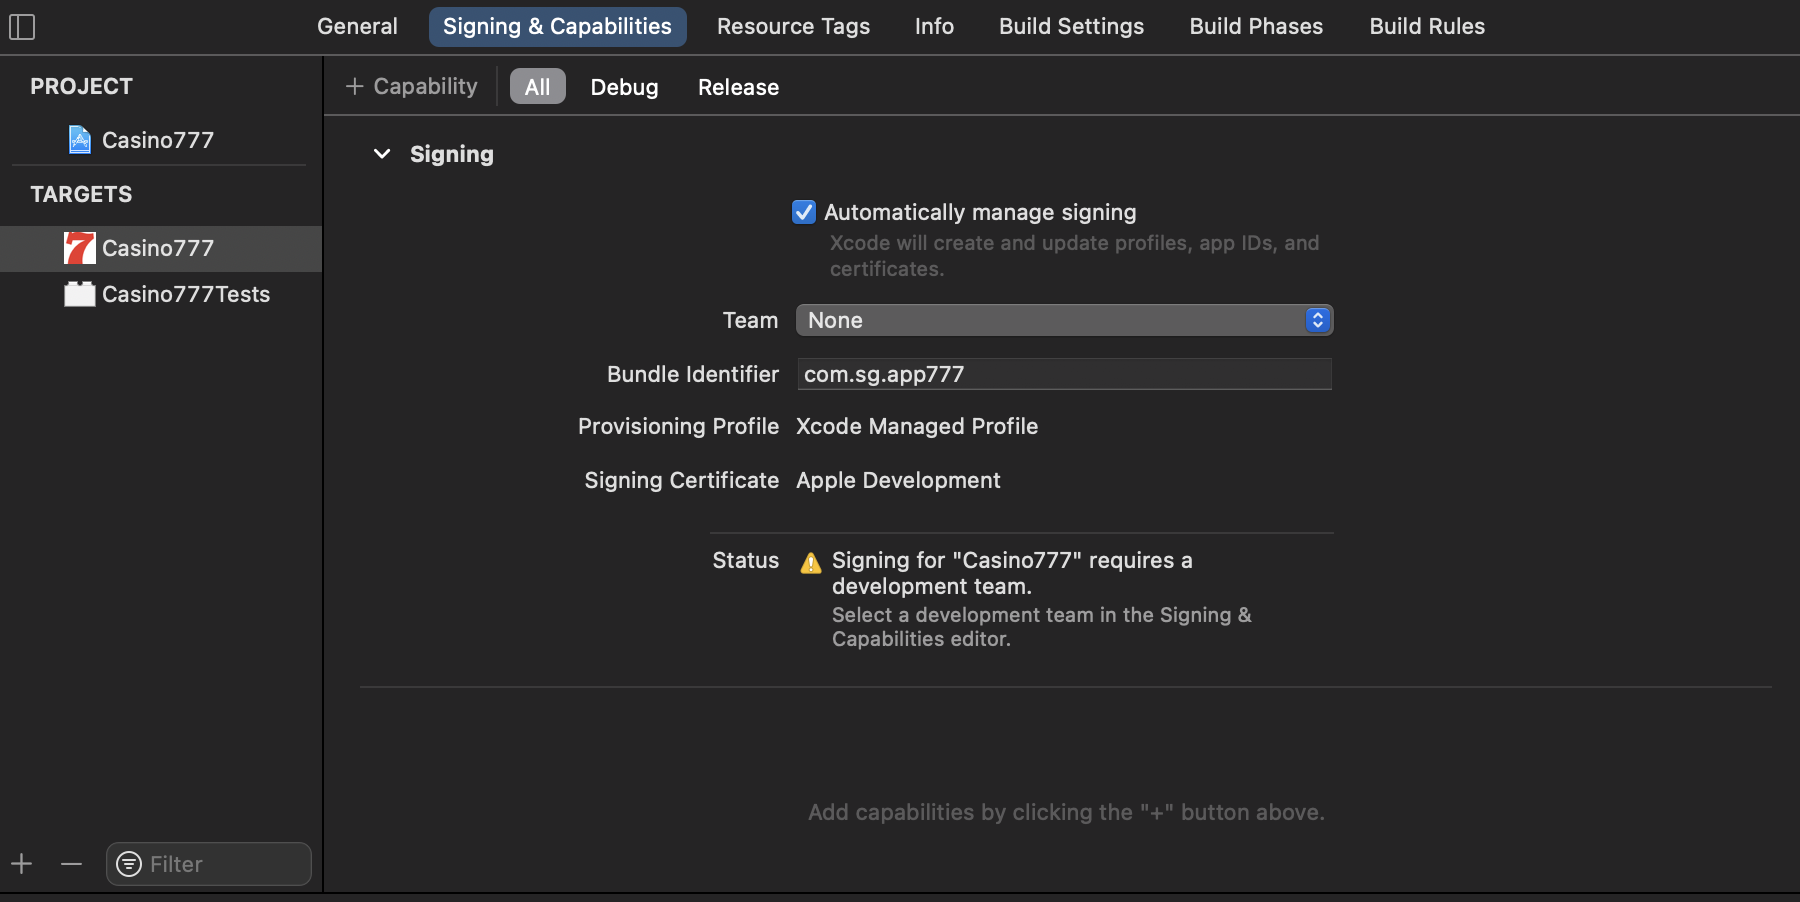 General
Signing & Capabilities
Resource Tags
Info
Build Settings
Build Phases
Build Rules
PROJECT
Casino777
TARGETS
Casino777
Casino777Tests
Filter
+ Capability
All
Debug
Release
Signing
Automatically manage signing
Xcode will create and update profiles, app IDs, and
certificates.
Team
None
Bundle Identifier
com.sg.app777
Provisioning Profile
Xcode Managed Profile
Signing Certificate
Apple Development
Status
Signing for "Casino777" requires a
development team.
Select a development team in the Signing &
Capabilities editor.
Add capabilities by clicking the "+" button above.